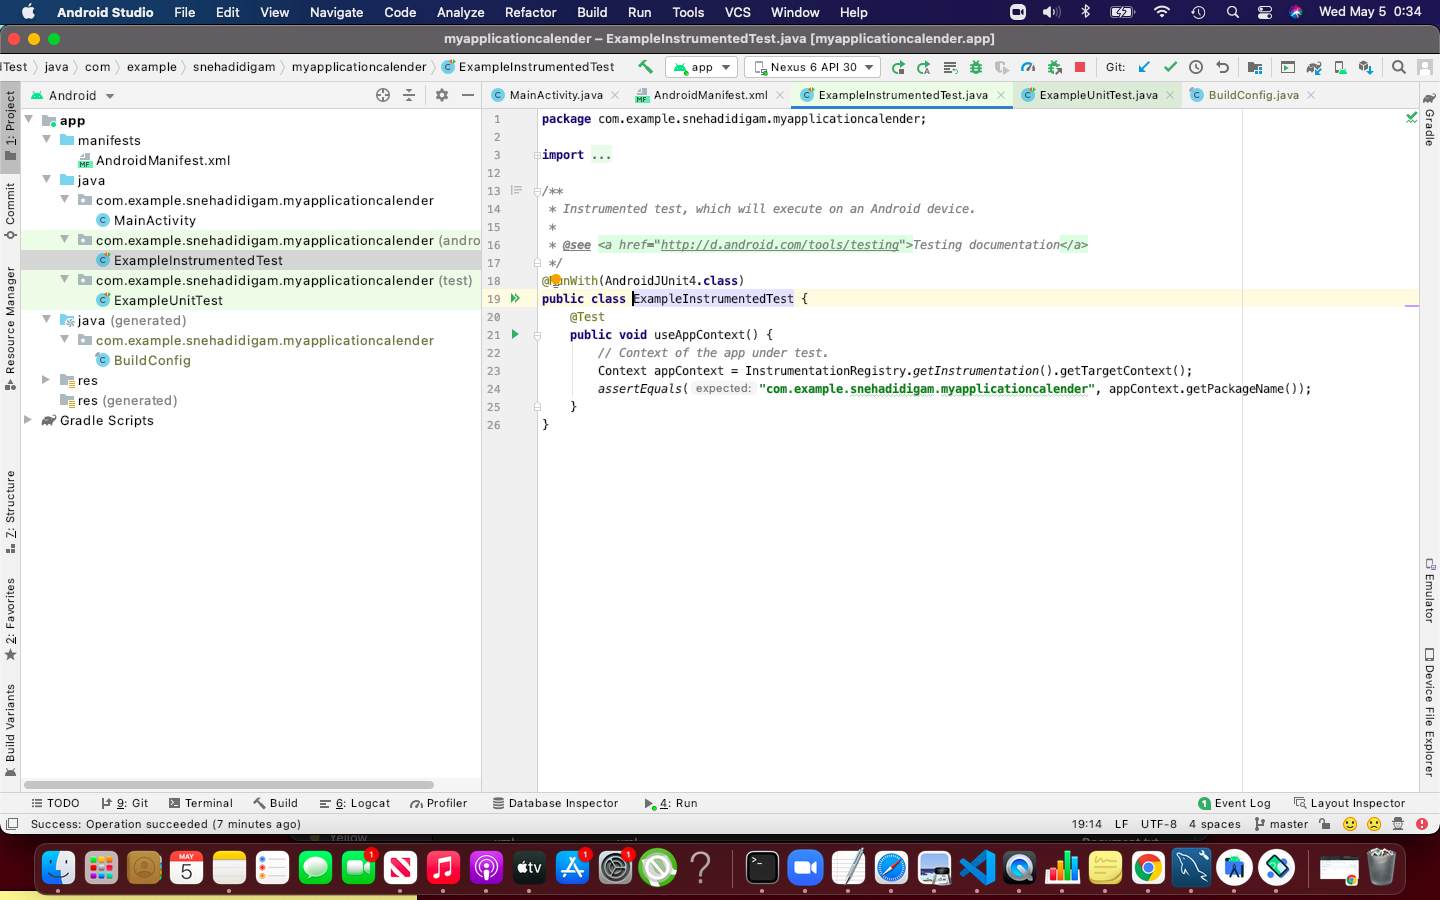 Android Studio File Edit View Navigate Code Analyze Refactor Build Run Tools VCS Window Help Wed May 5 0:34
myapplicationcalender – ExampleInstrumentedTest.java [myapplicationcalender.app]
Test java com example snehadidigam myapplicationcalender ExampleInstrumentedTest app Nexus 6 API 30 Git:
Android MainActivity.java AndroidManifest.xml ExampleInstrumentedTest.java ExampleUnitTest.java BuildConfig.java
1: Project
Commit
Resource Manager
Z: Structure
2: Favorites
Build Variants
app
manifests
AndroidManifest.xml
java
com.example.snehadidigam.myapplicationcalender
MainActivity
com.example.snehadidigam.myapplicationcalender (andro
ExampleInstrumentedTest
com.example.snehadidigam.myapplicationcalender (test)
ExampleUnitTest
java (generated)
com.example.snehadidigam.myapplicationcalender
BuildConfig
res
res (generated)
Gradle Scripts
1 package com.example.snehadidigam.myapplicationcalender;
2
3 import ...
12
13 /**
14 * Instrumented test, which will execute on an Android device.
15 *
16 * @see <a href="http://d.android.com/tools/testing">Testing documentation</a>
17 */
18 @RunWith(AndroidJUnit4.class)
19 public class ExampleInstrumentedTest {
20 @Test
21 public void useAppContext() {
22 // Context of the app under test.
23 Context appContext = InstrumentationRegistry.getInstrumentation().getTargetContext();
24 assertEquals( expected: "com.example.snehadidigam.myapplicationcalender", appContext.getPackageName());
25 }
26 }
Gradle
Emulator
Device File Explorer
TODO 9: Git Terminal Build 6: Logcat Profiler Database Inspector 4: Run 1 Event Log Layout Inspector
Success: Operation succeeded (7 minutes ago) 19:14 LF UTF-8 4 spaces master
Yellow
MAY
5
1
tv
1
1